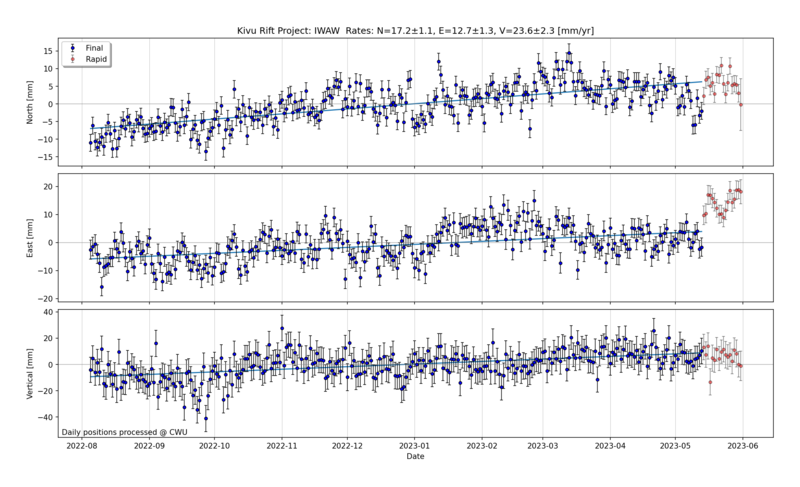 Kivu Rift Project: IWAW Rates: N=17.2±1.1, E=12.7±1.3, V=23.6±2.3 [mm/yr]
Final
Rapid
North [mm]
15
10
5
0
−5
−10
−15
East [mm]
20
10
0
−10
−20
Vertical [mm]
40
20
0
−20
−40
Daily positions processed @ CWU
2022-08 2022-09 2022-10 2022-11 2022-12 2023-01 2023-02 2023-03 2023-04 2023-05 2023-06
Date